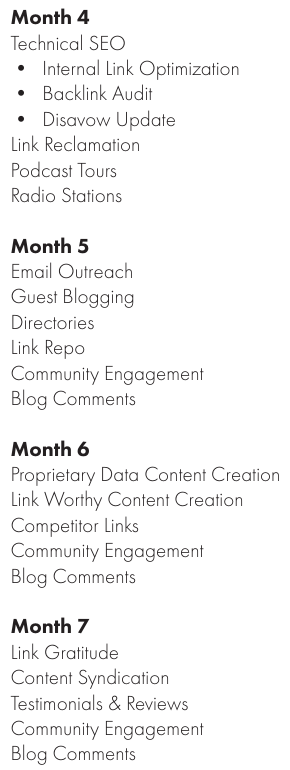 Month 4
Technical SEO
• Internal Link Optimization
• Backlink Audit
• Disavow Update
Link Reclamation
Podcast Tours
Radio Stations
Month 5
Email Outreach
Guest Blogging
Directories
Link Repo
Community Engagement
Blog Comments
Month 6
Proprietary Data Content Creation
Link Worthy Content Creation
Competitor Links
Community Engagement
Blog Comments
Month 7
Link Gratitude
Content Syndication
Testimonials & Reviews
Community Engagement
Blog Comments